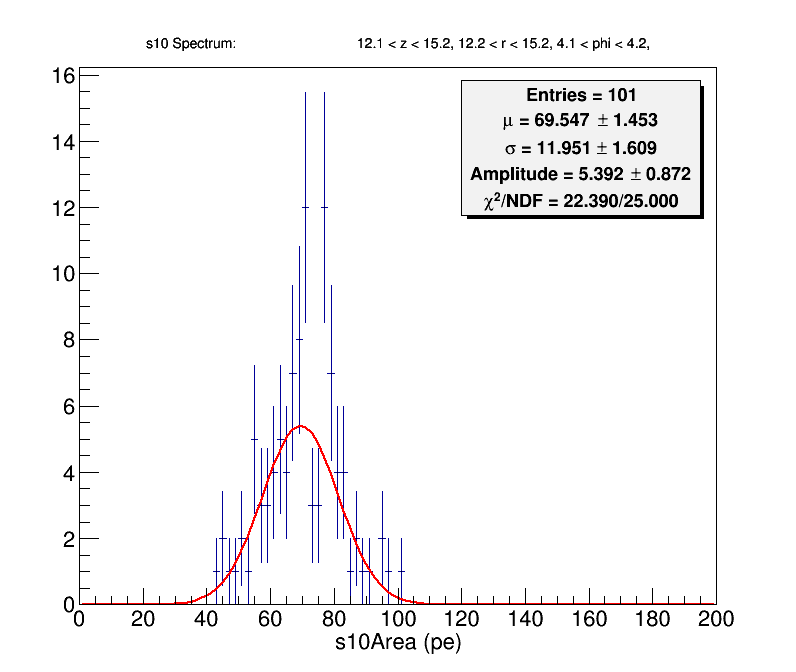 s10 Spectrum: 12.1 < z < 15.2, 12.2 < r < 15.2, 4.1 < phi < 4.2,
Entries = 101
μ = 69.547 ± 1.453
σ = 11.951 ± 1.609
Amplitude = 5.392 ± 0.872
χ²/NDF = 22.390/25.000
16
14
12
10
8
6
4
2
0
0 20 40 60 80 100 120 140 160 180 200
s10Area (pe)